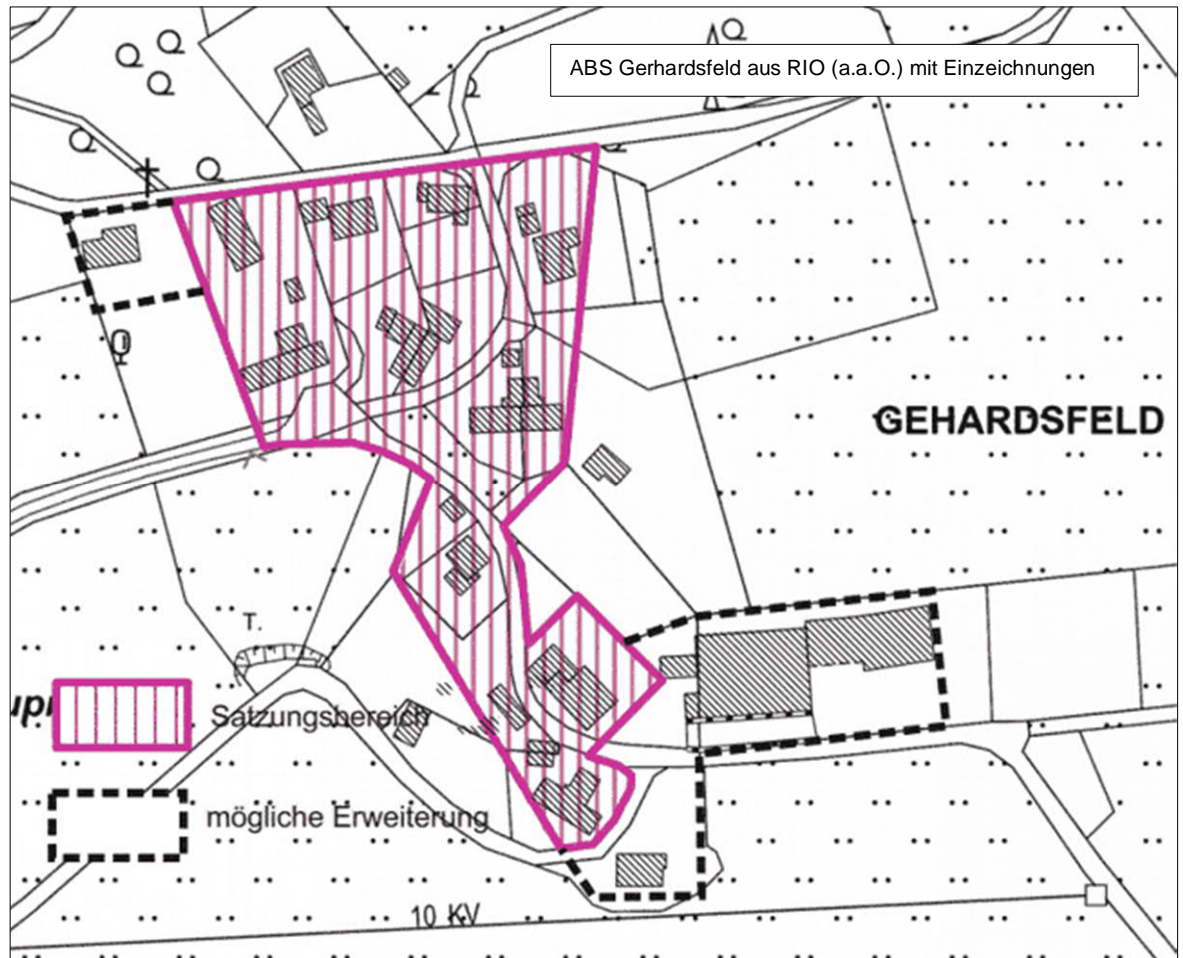 ABS Gerhardsfeld aus RIO (a.a.O.) mit Einzeichnungen
GEHARDSFELD
T.
Satzungsbereich
mögliche Erweiterung
10 KV